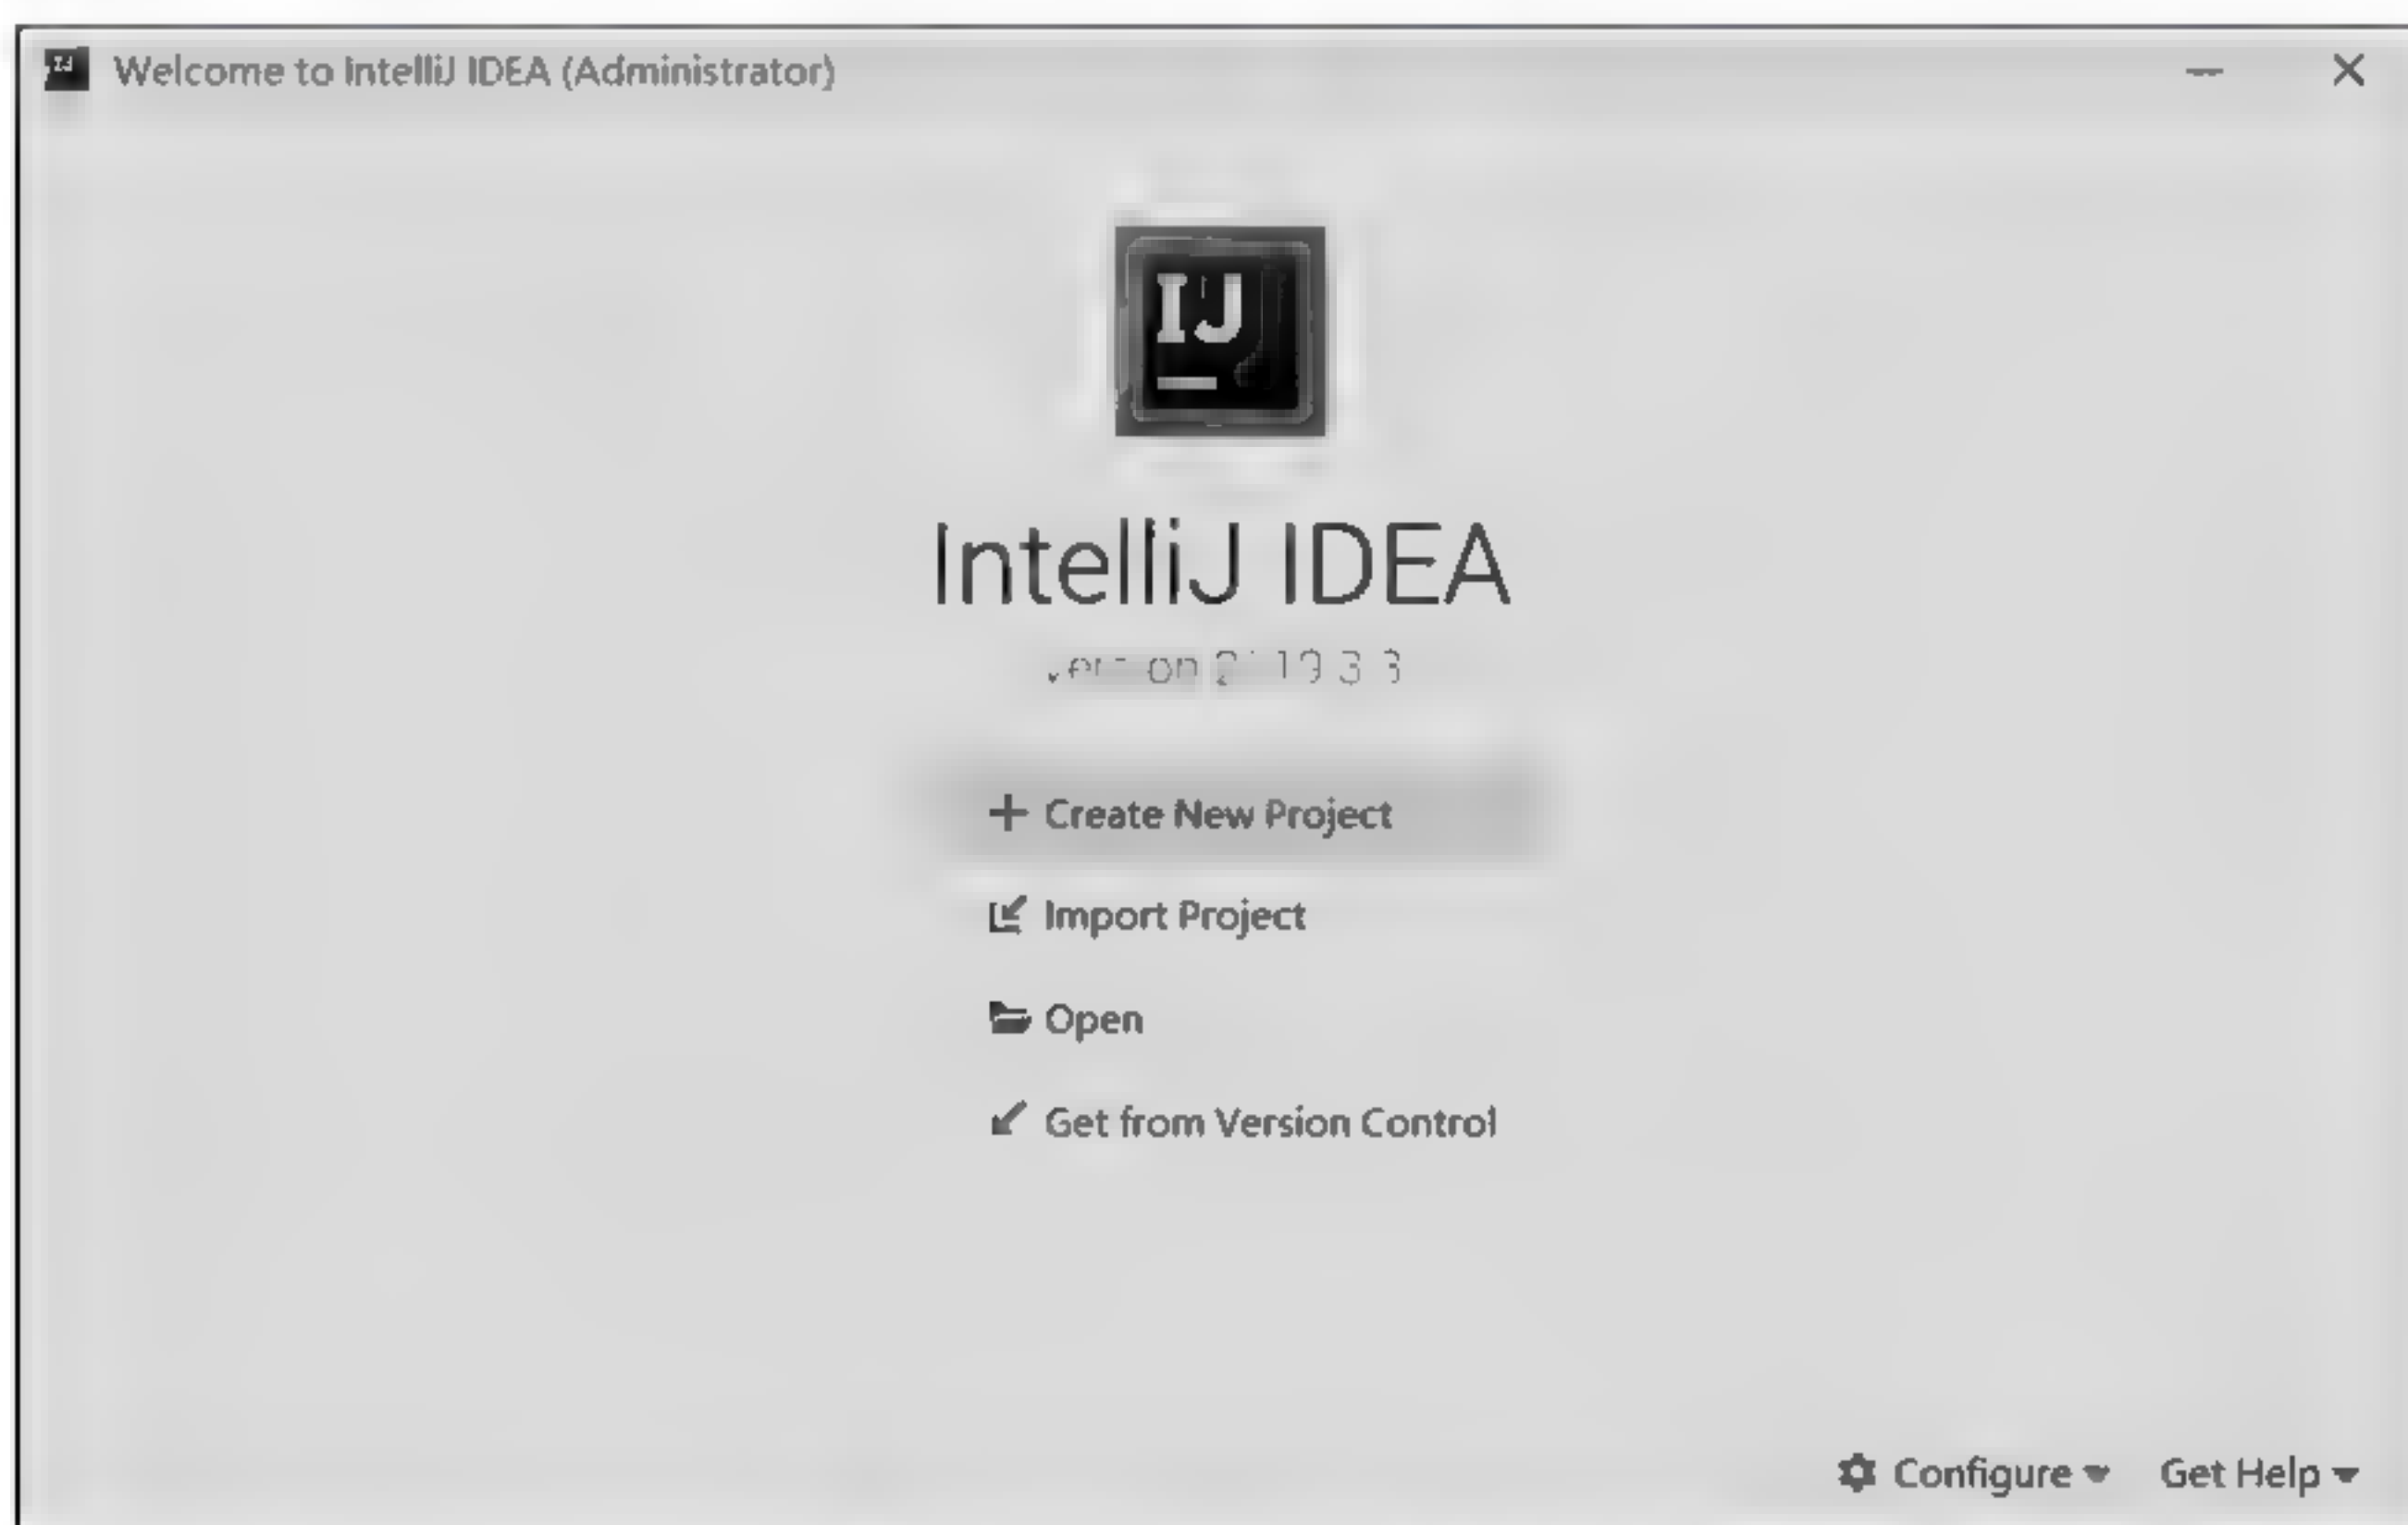 Welcome to IntelliJ IDEA (Administrator)
IJ
IntelliJ IDEA
Create New Project
Import Project
Open
Get from Version Control
Configure
Get Help